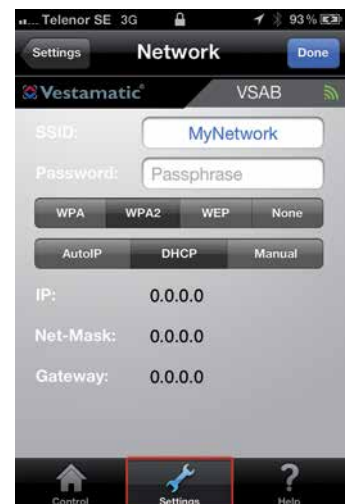 .... Telenor SE 3G 93%
Settings Network Done
Vestamatic® VSAB
SSID: MyNetwork
Password: Passphrase
WPA WPA2 WEP None
AutoIP DHCP Manual
IP: 0.0.0.0
Net-Mask: 0.0.0.0
Gateway: 0.0.0.0
Control Settings Help